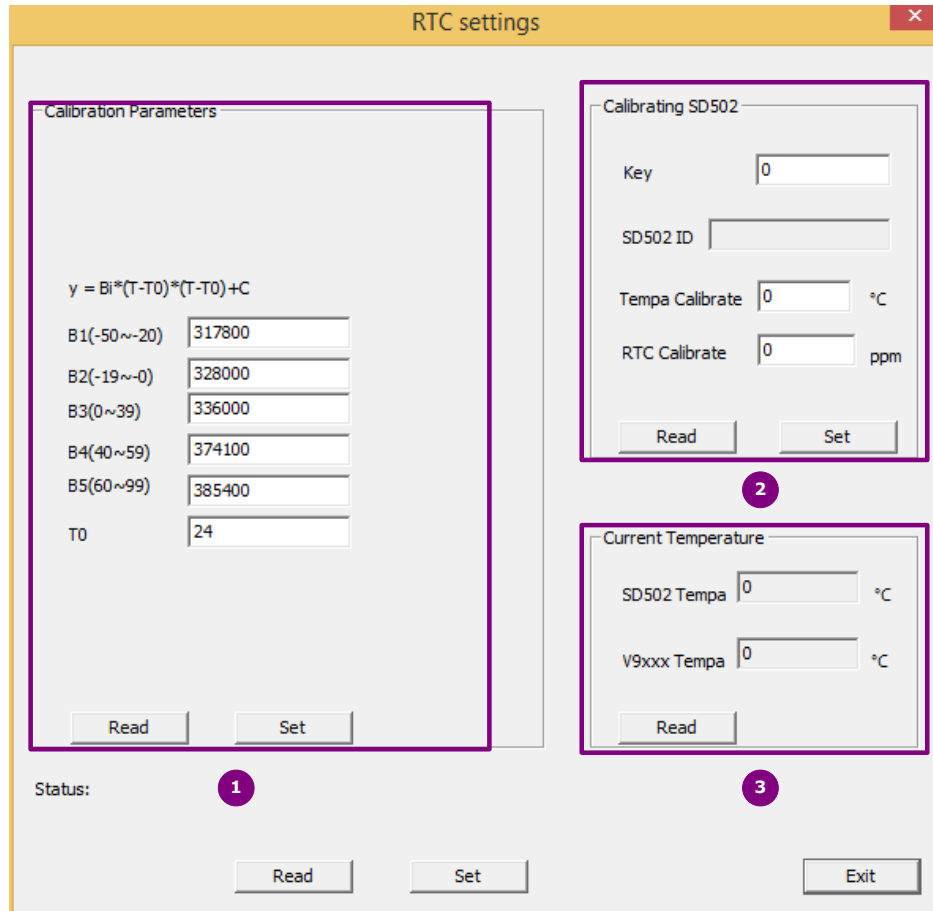 RTC settings
Calibration Parameters
y = Bi*(T-T0)*(T-T0)+C
B1(-50~-20) 317800
B2(-19~-0) 328000
B3(0~39) 336000
B4(40~59) 374100
B5(60~99) 385400
T0 24
Read Set
1
Calibrating SD502
Key 0
SD502 ID
Tempa Calibrate 0 °C
RTC Calibrate 0 ppm
Read Set
2
Current Temperature
SD502 Tempa 0 °C
V9xxx Tempa 0 °C
Read
3
Status:
Read Set Exit